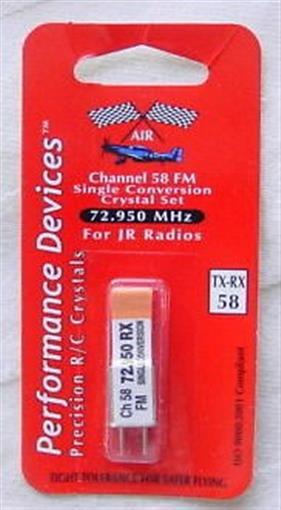 Performance Devices™
Precision R/C Crystals
AIR
Channel 58 FM
Single Conversion
Crystal Set
72.950 MHz
For JR Radios
TX-RX
58
Ch 58 72.950 RX
FM SINGLE CONVERSION
ISO 9000/2001 Compliant
TIGHT TOLERANCE FOR SAFER FLYING